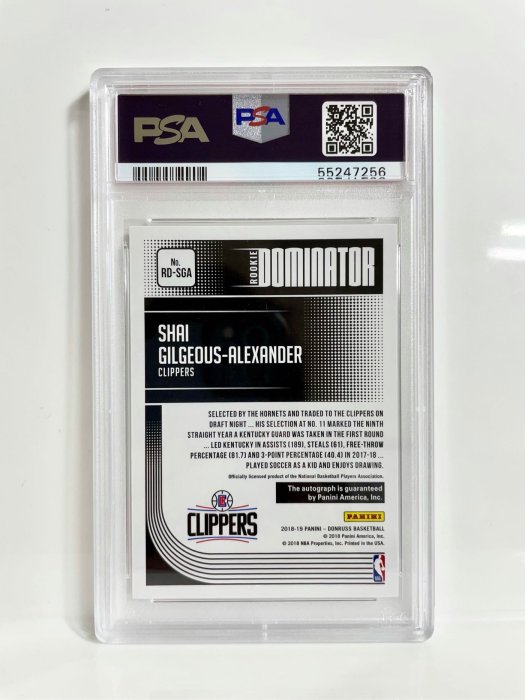 PSA
PSA
55247256
No.
RD-SGA
ROOKIE
DOMINATOR
SHAI
GILGEOUS-ALEXANDER
CLIPPERS
SELECTED BY THE HORNETS AND TRADED TO THE CLIPPERS ON
DRAFT NIGHT ... HIS SELECTION AT NO. 11 MARKED THE NINTH
STRAIGHT YEAR A KENTUCKY GUARD WAS TAKEN IN THE FIRST ROUND
... LED KENTUCKY IN ASSISTS (189), STEALS (61), FREE-THROW
PERCENTAGE (81.7) AND 3-POINT PERCENTAGE (40.4) IN 2017-18 ...
PLAYED SOCCER AS A KID AND ENJOYS DRAWING.
Officially licensed product of the National Basketball Players Association.
The autograph is guaranteed
by Panini America, Inc.
CLIPPERS
PANINI
2018-19 PANINI - DONRUSS BASKETBALL
© 2018 Panini America, Inc.
© 2018 NBA Properties, Inc. Printed in the USA.